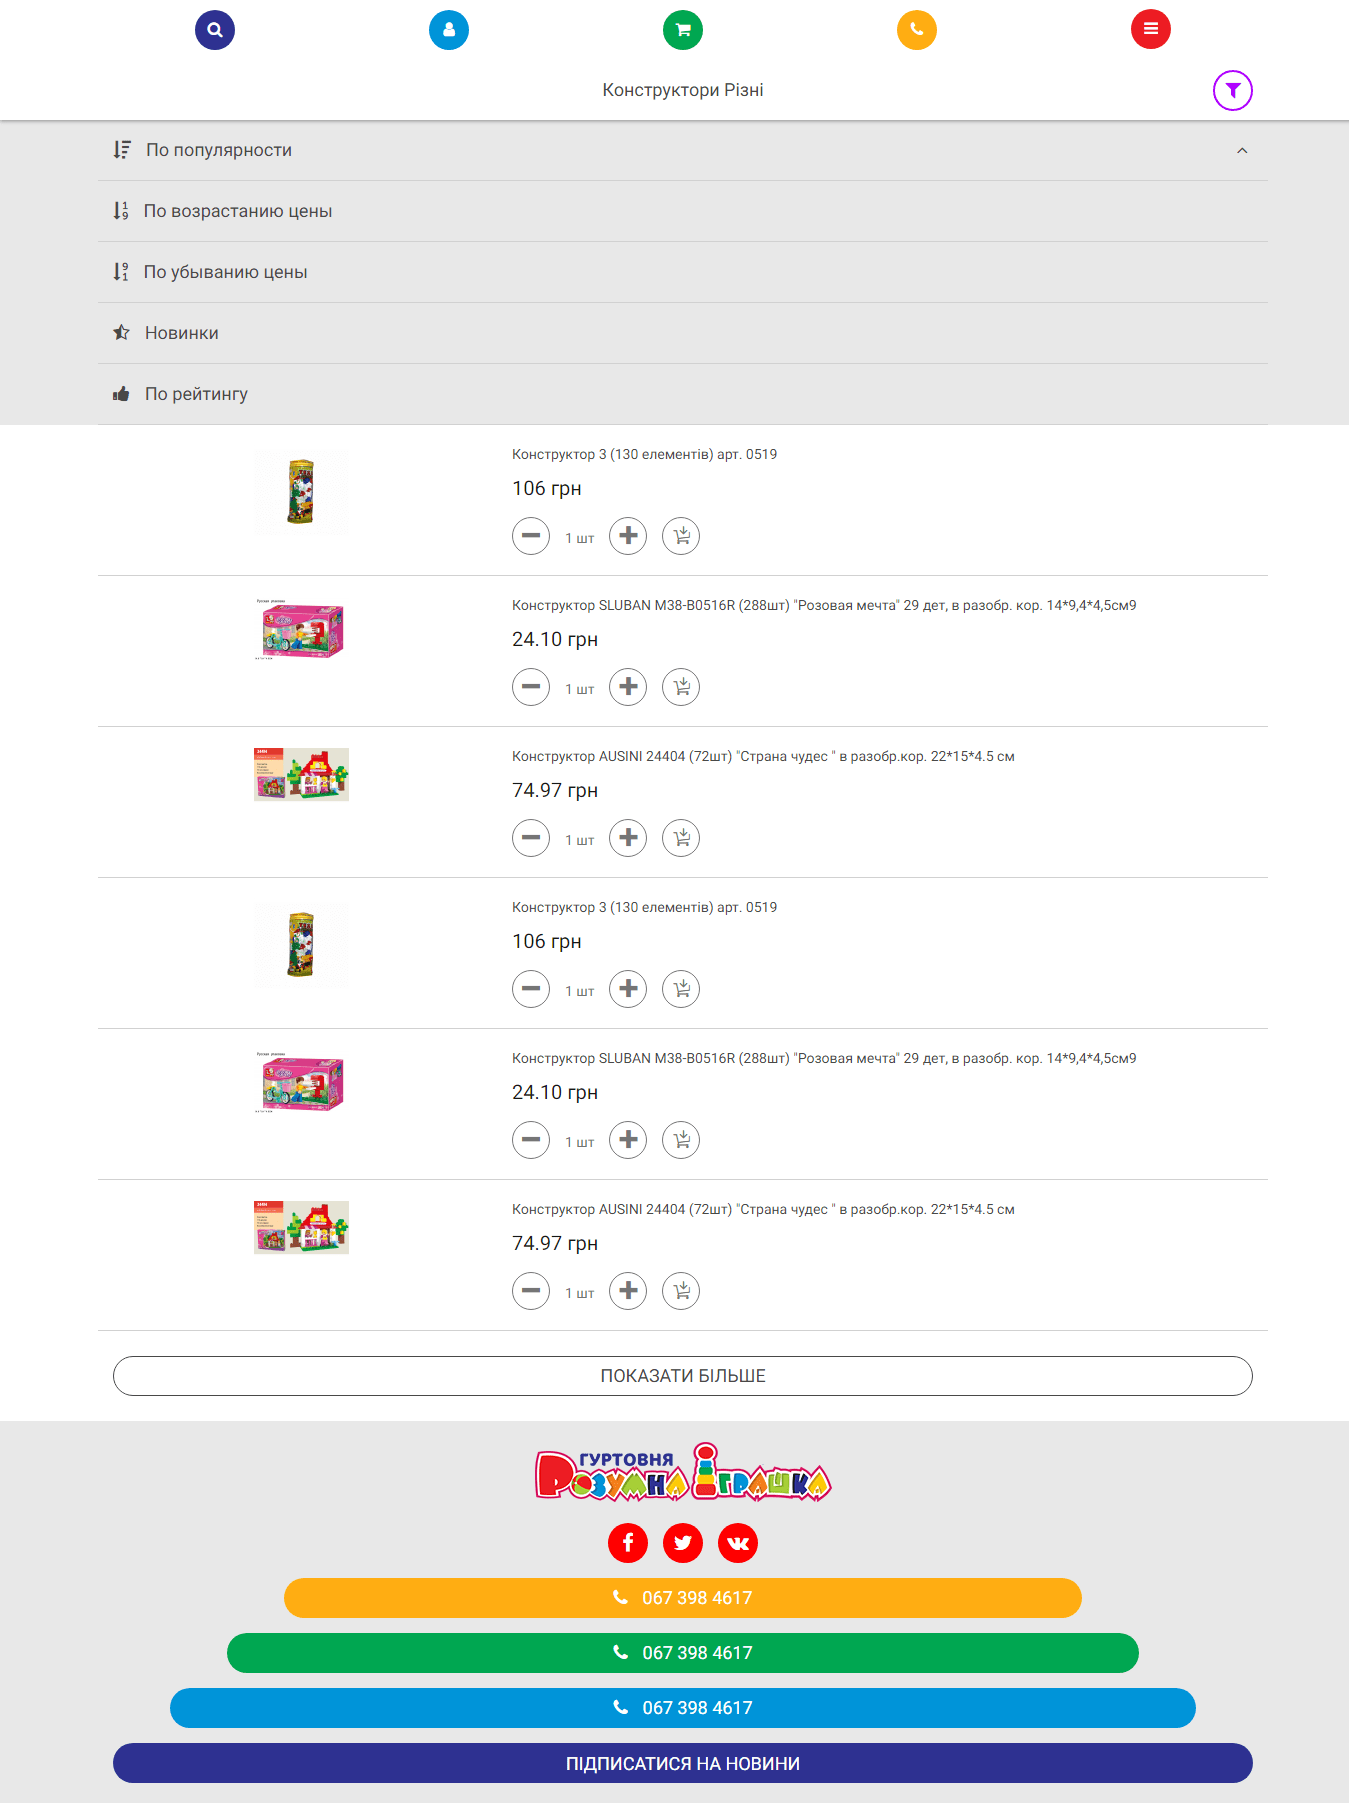 Конструктори Різні
По популярности
По возрастанию цены
По убыванию цены
Новинки
По рейтингу
Конструктор 3 (130 елементів) арт. 0519
106 грн
1 шт
Конструктор SLUBAN M38-B0516R (288шт) "Розовая мечта" 29 дет, в разобр. кор. 14*9,4*4,5см9
24.10 грн
1 шт
Конструктор AUSINI 24404 (72шт) "Страна чудес " в разобр.кор. 22*15*4.5 см
74.97 грн
1 шт
Конструктор 3 (130 елементів) арт. 0519
106 грн
1 шт
Конструктор SLUBAN M38-B0516R (288шт) "Розовая мечта" 29 дет, в разобр. кор. 14*9,4*4,5см9
24.10 грн
1 шт
Конструктор AUSINI 24404 (72шт) "Страна чудес " в разобр.кор. 22*15*4.5 см
74.97 грн
1 шт
ПОКАЗАТИ БІЛЬШЕ
ГУРТОВНЯ
РОЗУМНА ІГРАШКА
067 398 4617
067 398 4617
067 398 4617
ПІДПИСАТИСЯ НА НОВИНИ